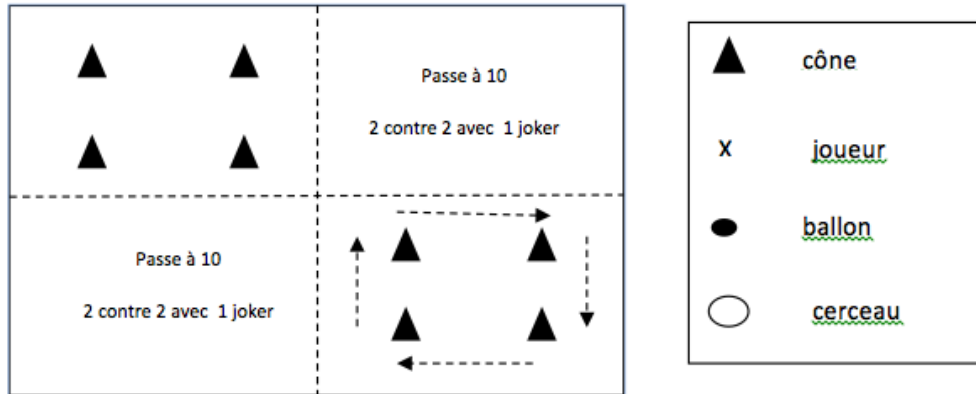 Passe à 10
2 contre 2 avec 1 joker
Passe à 10
2 contre 2 avec 1 joker
cône
x joueur
ballon
cerceau